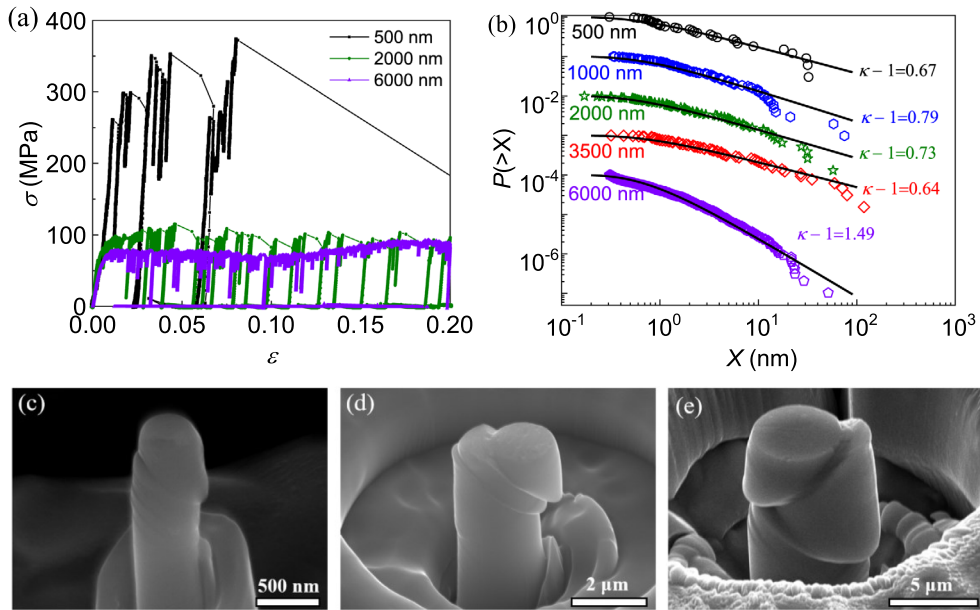 (a)
400
300
200
100
0
σ (MPa)
500 nm
2000 nm
6000 nm
0.00 0.05 0.10 0.15 0.20
ε
(b)
10⁰
10⁻²
10⁻⁴
10⁻⁶
P(>X)
500 nm
κ−1=0.67
1000 nm
κ−1=0.79
2000 nm
κ−1=0.73
3500 nm
κ−1=0.64
6000 nm
κ−1=1.49
10⁻¹ 10⁰ 10¹ 10² 10³
X (nm)
(c)
500 nm
(d)
2 μm
(e)
5 μm